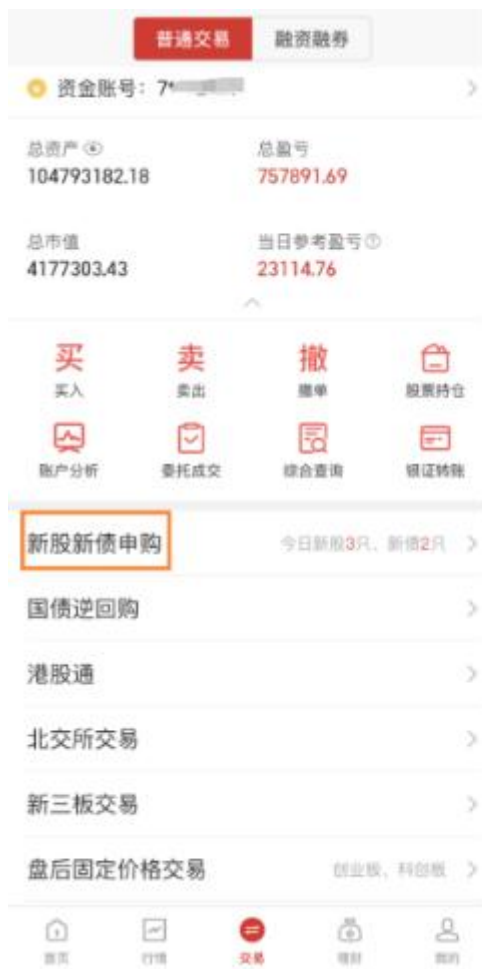 普通交易 融资融券
资金账号：7*
总资产 总盈亏
104793182.18 757891.69
总市值 当日参考盈亏
4177303.43 23114.76
买 卖 撤
买入 卖出 撤单 股票持仓
账户分析 委托成交 综合查询 银证转账
新股新债申购 今日新股3只、新债2只
国债逆回购
港股通
北交所交易
新三板交易
盘后固定价格交易 创业板、科创板
首页 行情 交易 理财 我的